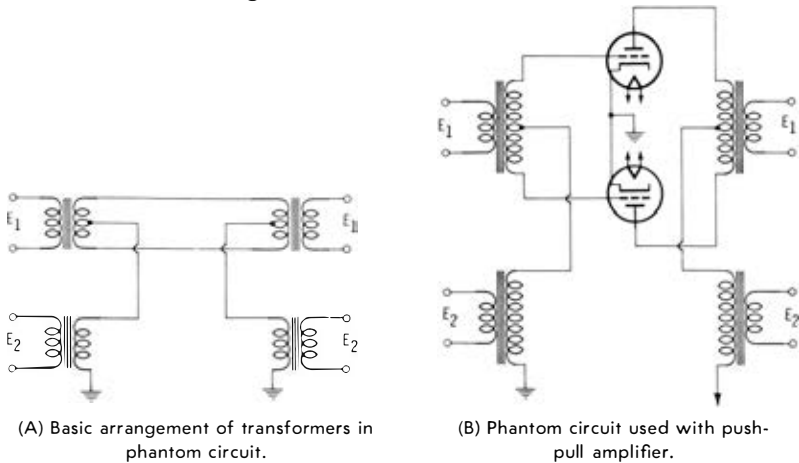 E1
E1
E2
E2
E1
E1
E2
E2
(A) Basic arrangement of transformers in
phantom circuit.
(B) Phantom circuit used with push-
pull amplifier.